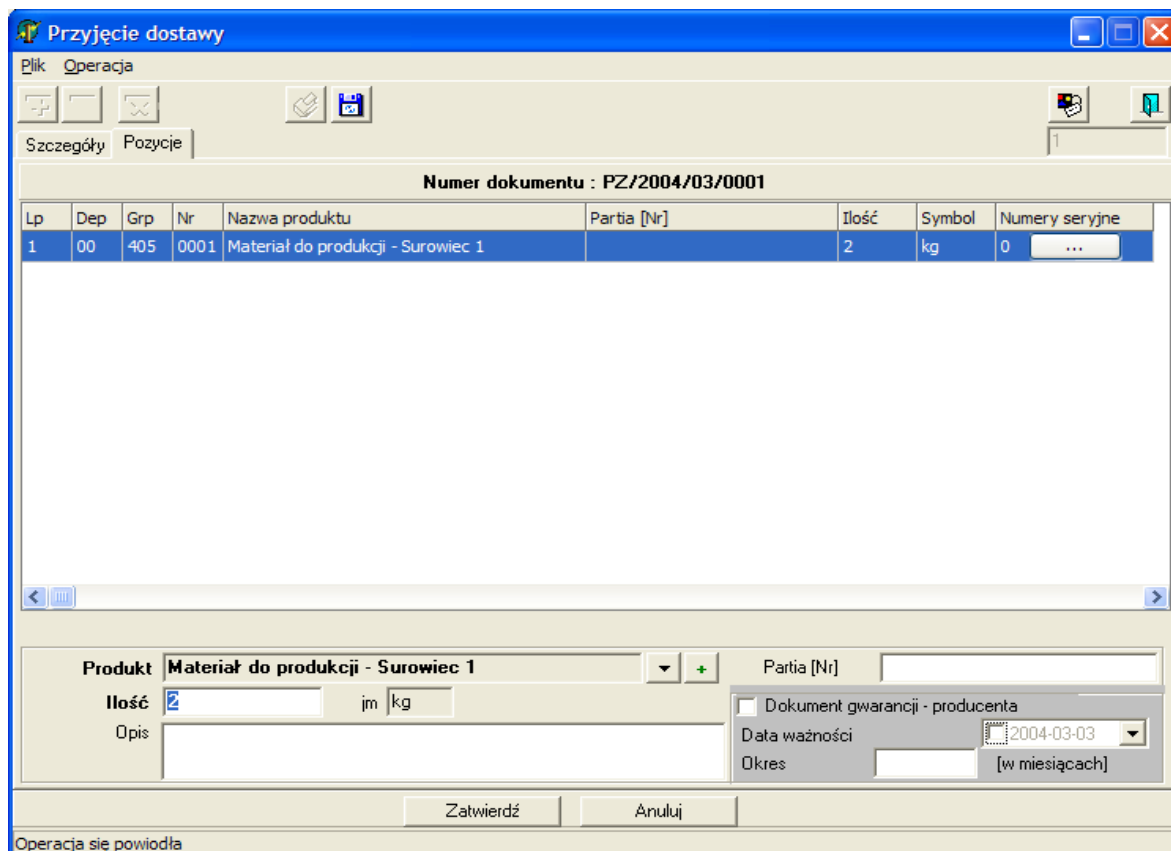 Przyjęcie dostawy
Plik Operacja
Szczegóły Pozycje 1
Numer dokumentu : PZ/2004/03/0001
Lp Dep Grp Nr Nazwa produktu Partia [Nr] Ilość Symbol Numery seryjne
1 00 405 0001 Materiał do produkcji - Surowiec 1 2 kg 0 ...
Produkt Materiał do produkcji - Surowiec 1 + Partia [Nr]
Ilość 2 jm kg
Dokument gwarancji - producenta
Opis
Data ważności 2004-03-03
Okres [w miesiącach]
Zatwierdź Anuluj
Operacja się powiodła